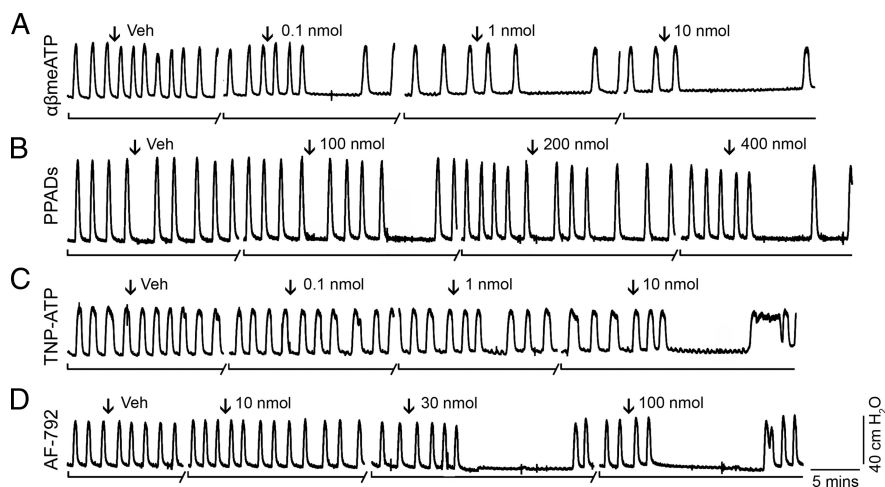 A
αβmeATP
↓ Veh ↓ 0.1 nmol ↓ 1 nmol ↓ 10 nmol
B
PPADs
↓ Veh ↓ 100 nmol ↓ 200 nmol ↓ 400 nmol
C
TNP-ATP
↓ Veh ↓ 0.1 nmol ↓ 1 nmol ↓ 10 nmol
D
AF-792
↓ Veh ↓ 10 nmol ↓ 30 nmol ↓ 100 nmol
40 cm H₂O
5 mins